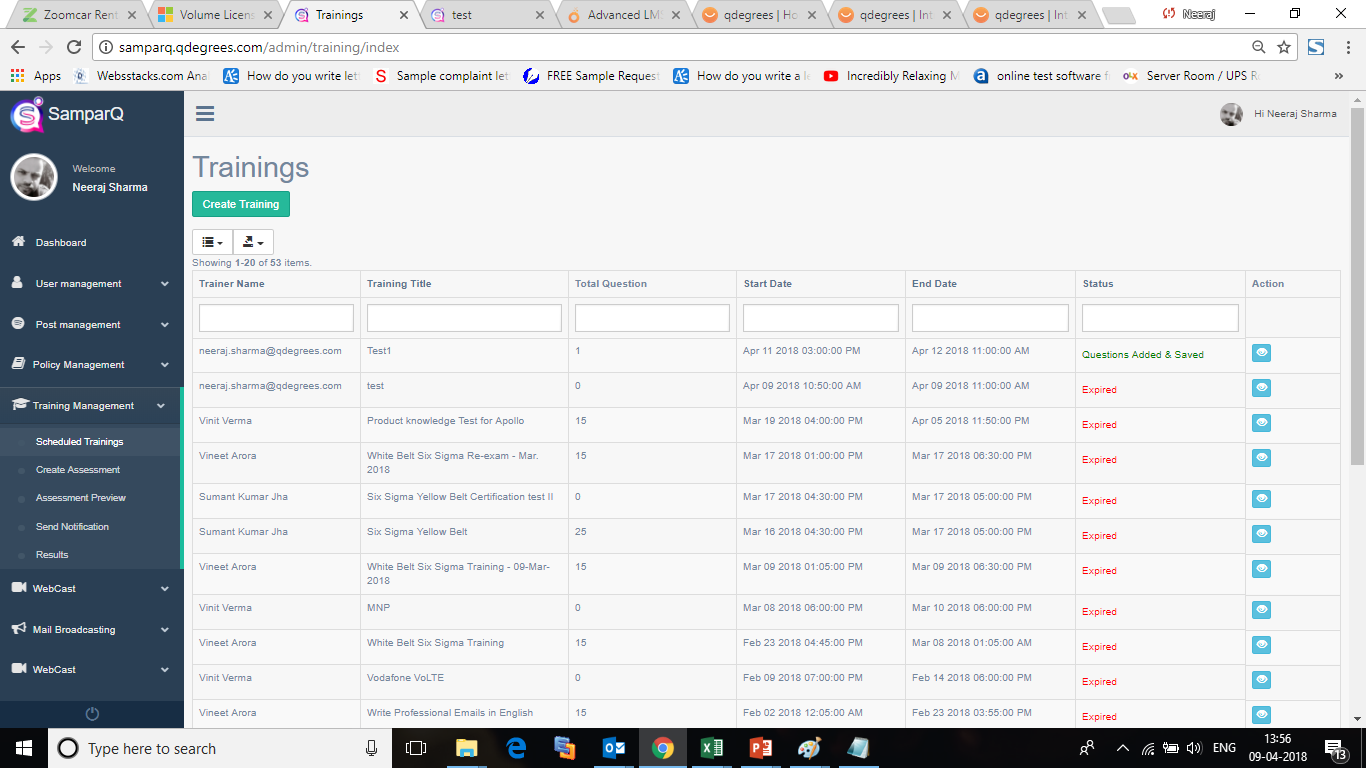 Zoomcar Rent
Volume Licens
Trainings
test
Advanced LMS
qdegrees | Ho
qdegrees | Int
qdegrees | Int
Neeraj
samparq.qdegrees.com/admin/training/index
Apps
Websstacks.com Ana
How do you write let
Sample complaint let
FREE Sample Request
How do you write a le
Incredibly Relaxing M
online test software f
Server Room / UPS R
SamparQ
Hi Neeraj Sharma
Welcome
Neeraj Sharma
Dashboard
User management
Post management
Policy Management
Training Management
Scheduled Trainings
Create Assessment
Assessment Preview
Send Notification
Results
WebCast
Mail Broadcasting
WebCast
Trainings
Create Training
Showing 1-20 of 53 items.
Trainer Name Training Title Total Question Start Date End Date Status Action
neeraj.sharma@qdegrees.com Test1 1 Apr 11 2018 03:00:00 PM Apr 12 2018 11:00:00 AM Questions Added & Saved
neeraj.sharma@qdegrees.com test 0 Apr 09 2018 10:50:00 AM Apr 09 2018 11:00:00 AM Expired
Vinit Verma Product knowledge Test for Apollo 15 Mar 19 2018 04:00:00 PM Apr 05 2018 11:50:00 PM Expired
Vineet Arora White Belt Six Sigma Re-exam - Mar. 15 Mar 17 2018 01:00:00 PM Mar 17 2018 06:30:00 PM Expired
2018
Sumant Kumar Jha Six Sigma Yellow Belt Certification test II 0 Mar 17 2018 04:30:00 PM Mar 17 2018 05:00:00 PM Expired
Sumant Kumar Jha Six Sigma Yellow Belt 25 Mar 16 2018 04:30:00 PM Mar 17 2018 05:00:00 PM Expired
Vineet Arora White Belt Six Sigma Training - 09-Mar- 15 Mar 09 2018 01:05:00 PM Mar 09 2018 06:30:00 PM Expired
2018
Vinit Verma MNP 0 Mar 08 2018 06:00:00 PM Mar 10 2018 06:00:00 PM Expired
Vineet Arora White Belt Six Sigma Training 15 Feb 23 2018 04:45:00 PM Mar 08 2018 01:05:00 AM Expired
Vinit Verma Vodafone VoLTE 0 Feb 09 2018 07:00:00 PM Feb 14 2018 06:00:00 PM Expired
Vineet Arora Write Professional Emails in English 15 Feb 02 2018 12:05:00 AM Feb 23 2018 03:55:00 PM Expired
Type here to search
ENG
13:56
09-04-2018
13